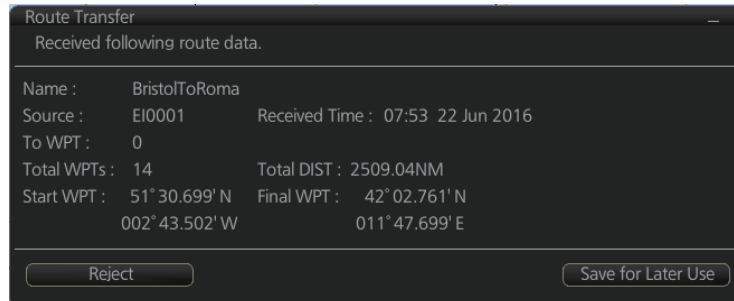 Route Transfer
Received following route data.
Name : BristolToRoma
Source : EI0001 Received Time : 07:53 22 Jun 2016
To WPT : 0
Total WPTs : 14 Total DIST : 2509.04NM
Start WPT : 51°30.699' N Final WPT : 42°02.761' N
002°43.502' W 011°47.699' E
Reject Save for Later Use